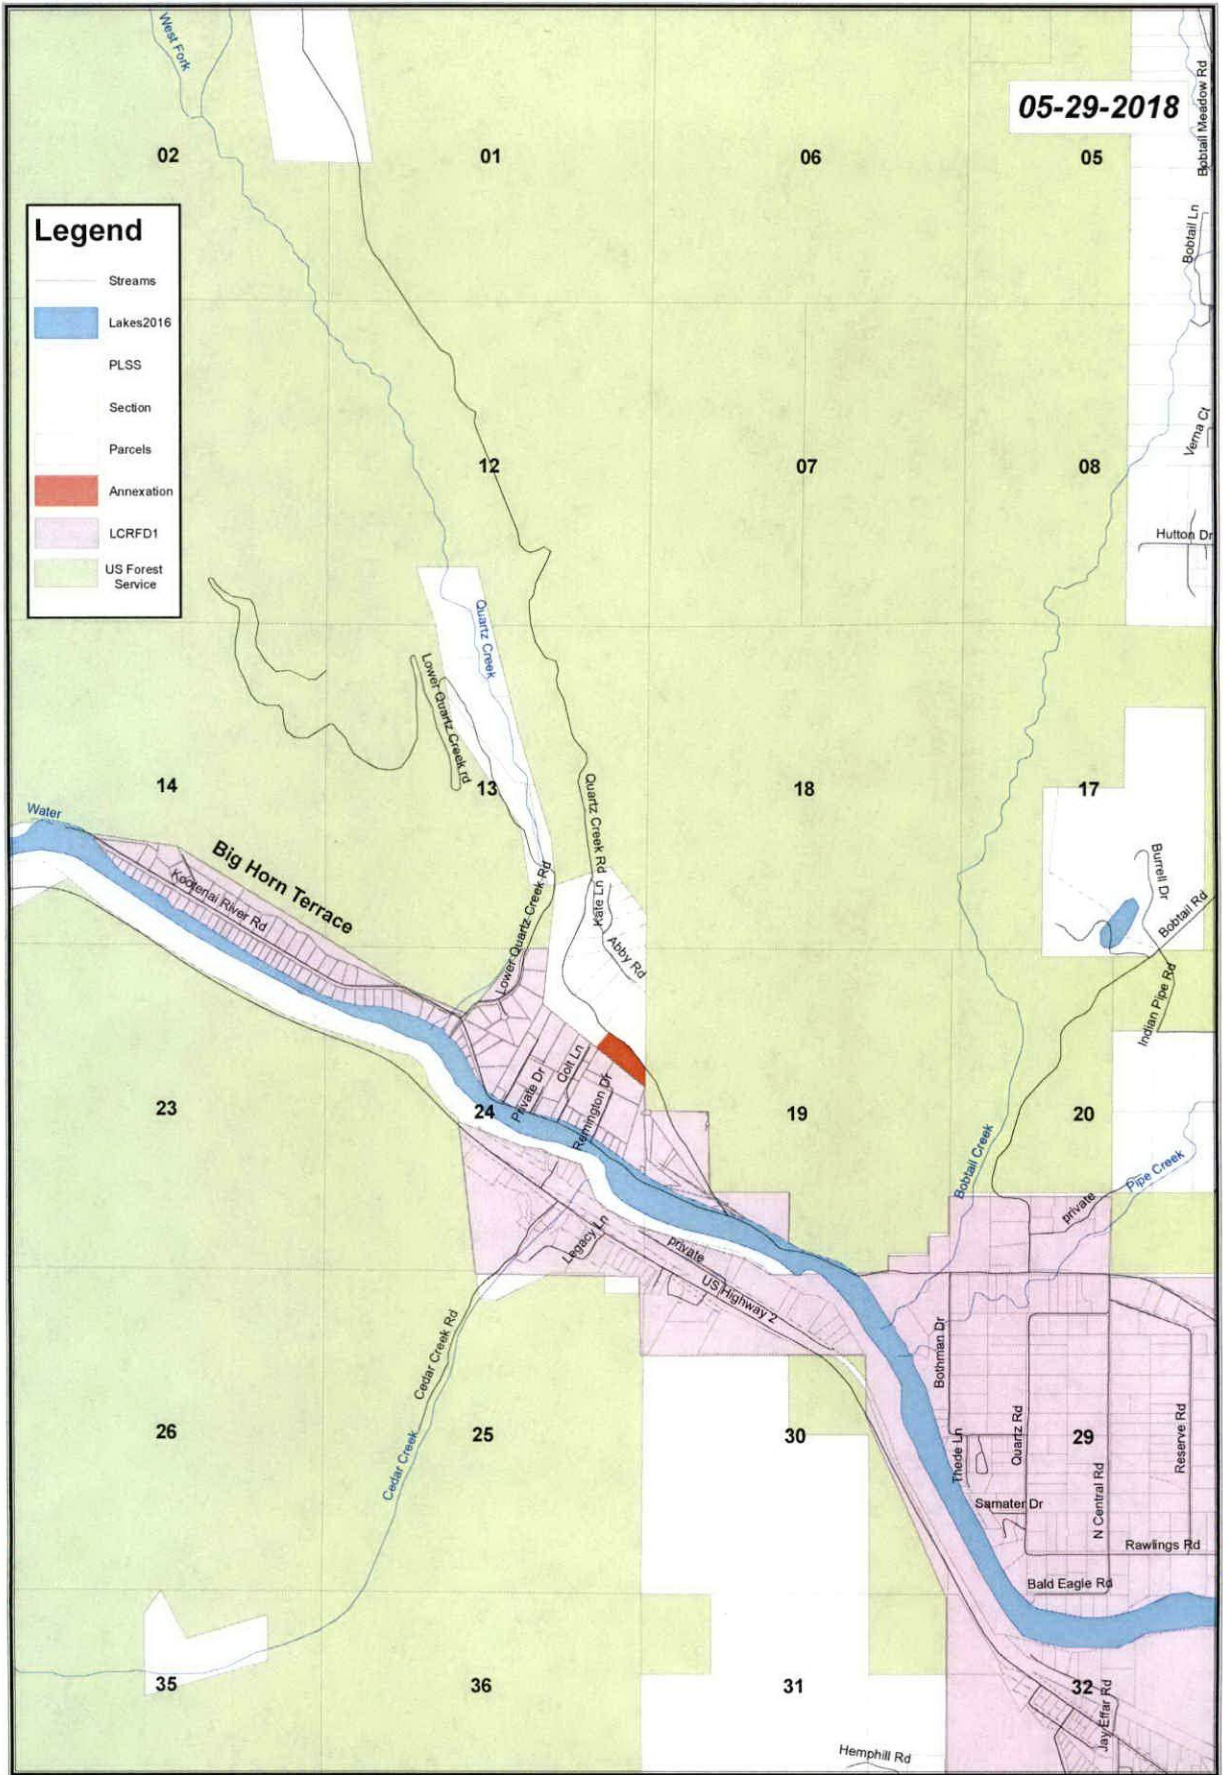 West Fork
Bobtail Meadow Rd
05-29-2018
02
01
06
05
Legend
Streams
Lakes2016
PLSS
Section
Parcels
Annexation
LCRFD1
US Forest
Service
Bobtail Ln
Verna Ct
12
07
08
Hutton Dr
Quartz Creek
Lower Quartz Creek rd
14
13
Quartz Creek Rd
18
17
Water
Big Horn Terrace
Kootenai River Rd
Lower Quartz Creek Rd
Kate Ln
Abby Rd
Burrell Dr
Bobtail Rd
Lower Quartz Creek Rd
Indian Pipe Rd
23
24
Private Dr
Colt Ln
Remington Dr
19
20
Bobtail Creek
Pipe Creek
private
Legacy Ln
private
US Highway 2
Cedar Creek Rd
Cedar Creek
Bothman Dr
26
25
30
Thede Ln
Quartz Rd
29
N Central Rd
Reserve Rd
Samater Dr
Rawlings Rd
Bald Eagle Rd
35
36
31
32
Jay Effar Rd
Hemphill Rd